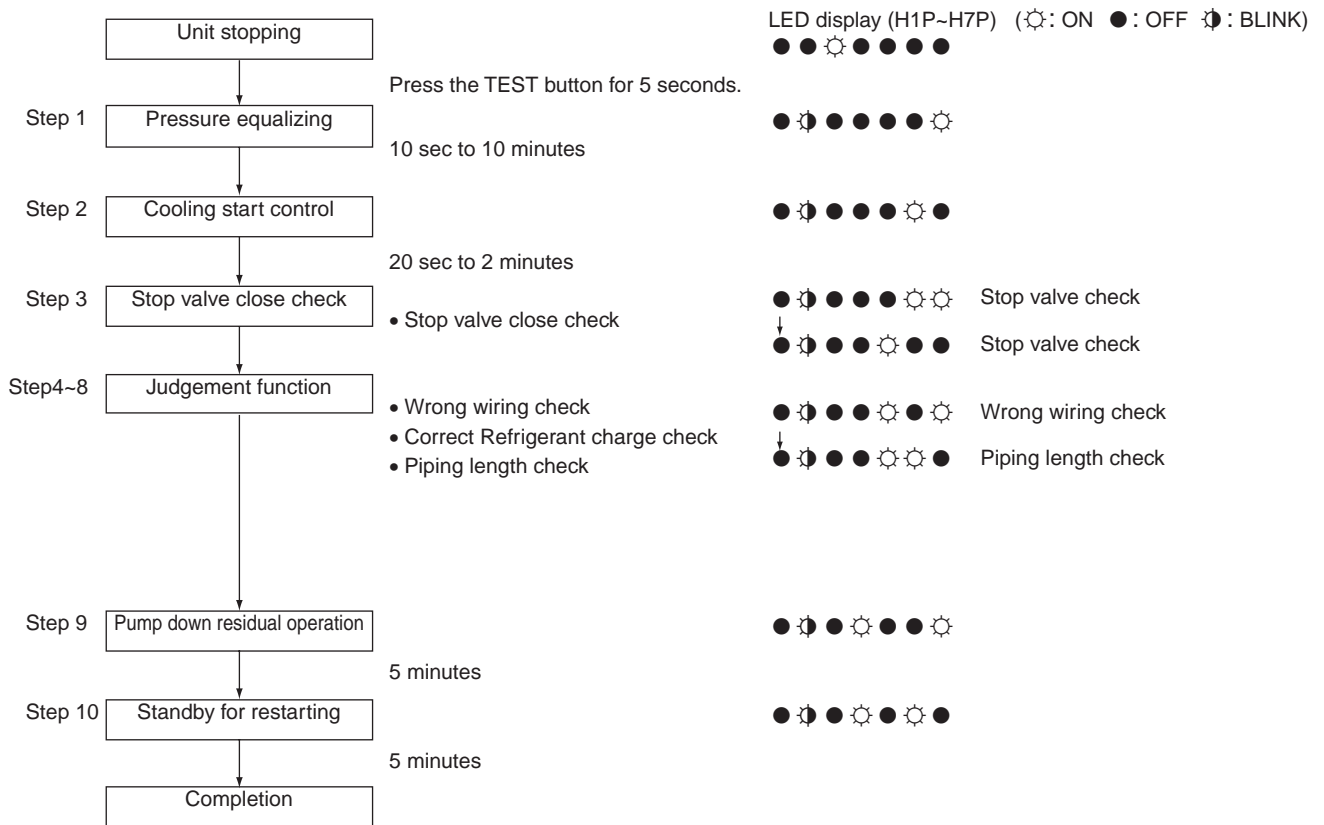 LED display (H1P~H7P) (☼: ON ●: OFF ◑: BLINK)
Unit stopping
Press the TEST button for 5 seconds.
Step 1 Pressure equalizing
10 sec to 10 minutes
Step 2 Cooling start control
20 sec to 2 minutes
Step 3 Stop valve close check
• Stop valve close check
Stop valve check
Stop valve check
Step4~8 Judgement function
• Wrong wiring check
• Correct Refrigerant charge check
• Piping length check
Wrong wiring check
Piping length check
Step 9 Pump down residual operation
5 minutes
Step 10 Standby for restarting
5 minutes
Completion